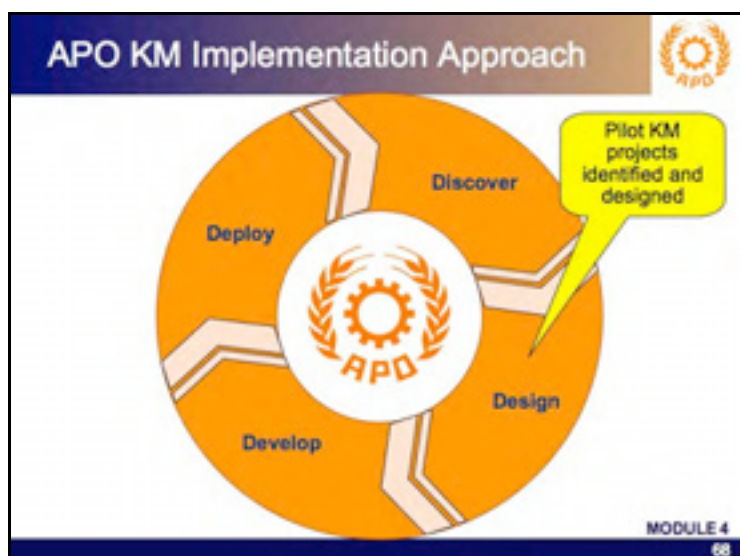 APO KM Implementation Approach
APO
Pilot KM
projects
identified and
designed
Discover
Deploy
APO
Design
Develop
MODULE 4
68